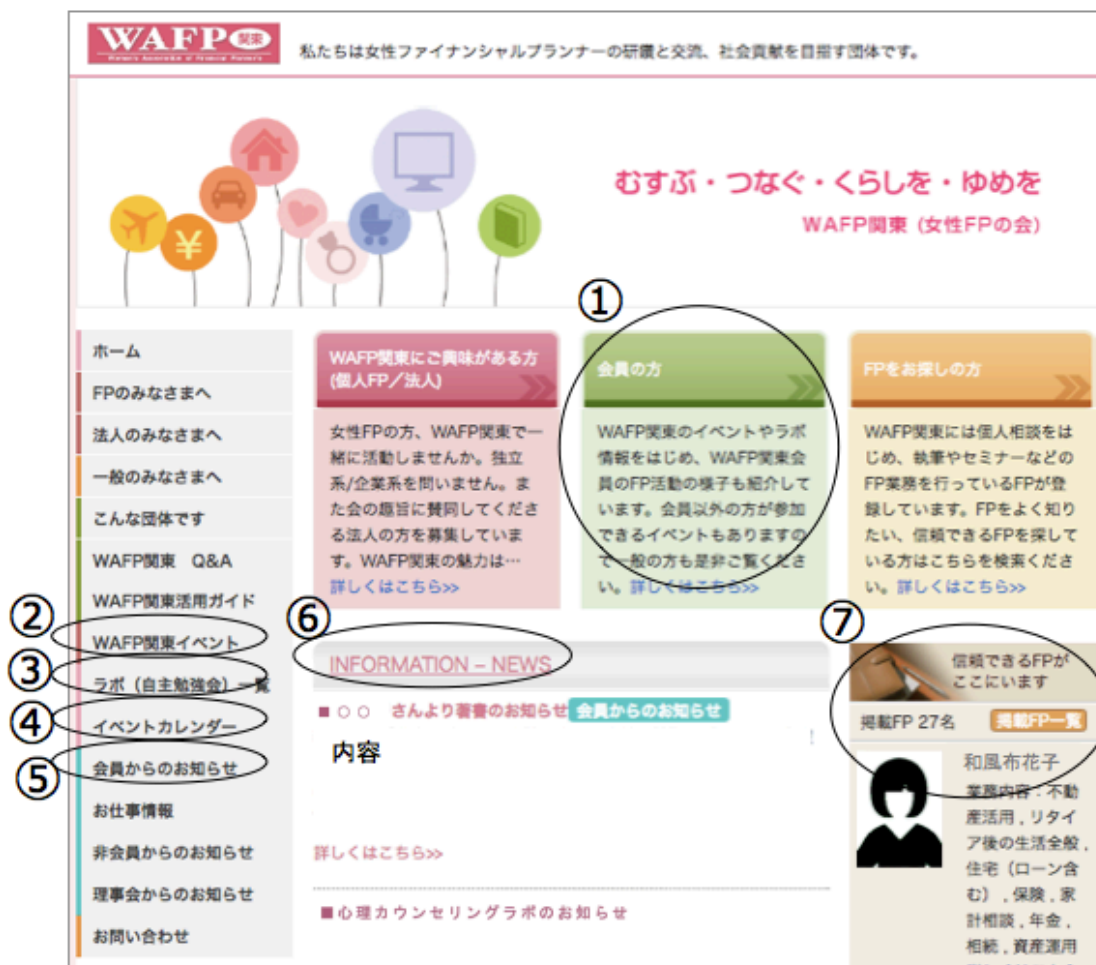 WAFP関東
私たちは女性ファイナンシャルプランナーの研鑽と交流、社会貢献を目指す団体です。
¥
むすぶ・つなぐ・くらしを・ゆめを
WAFP関東 (女性FPの会)
①
ホーム
FPのみなさまへ
法人のみなさまへ
一般のみなさまへ
こんな団体です
WAFP関東 Q&A
WAFP関東活用ガイド
②
WAFP関東イベント
③
ラボ（自主勉強会）一覧
④
イベントカレンダー
⑤
会員からのお知らせ
お仕事情報
非会員からのお知らせ
理事会からのお知らせ
お問い合わせ
WAFP関東にご興味がある方
(個人FP／法人)
女性FPの方、WAFP関東で一
緒に活動しませんか。独立
系/企業系を問いません。ま
た会の趣旨に賛同してくださ
る法人の方を募集していま
す。WAFP関東の魅力は…
詳しくはこちら>>
会員の方
WAFP関東のイベントやラボ
情報をはじめ、WAFP関東会
員のFP活動の様子も紹介して
います。会員以外の方が参加
できるイベントもありますの
で一般の方も是非ご覧くださ
い。詳しくはこちら>>
FPをお探しの方
WAFP関東には個人相談をは
じめ、執筆やセミナーなどの
FP業務を行っているFPが登
録しています。FPをよく知り
たい、信頼できるFPを探して
いる方はこちらを検索くださ
い。詳しくはこちら>>
⑥
INFORMATION – NEWS
■○○ さんより著書のお知らせ 会員からのお知らせ
内容
詳しくはこちら>>
■心理カウンセリングラボのお知らせ
⑦
信頼できるFPが
ここにいます
掲載FP 27名 掲載FP一覧
和風布花子
業務内容：不動
産活用 , リタイ
ア後の生活全般 ,
住宅（ローン含
む） , 保険 , 家
計相談 , 年金 ,
相続 , 資産運用